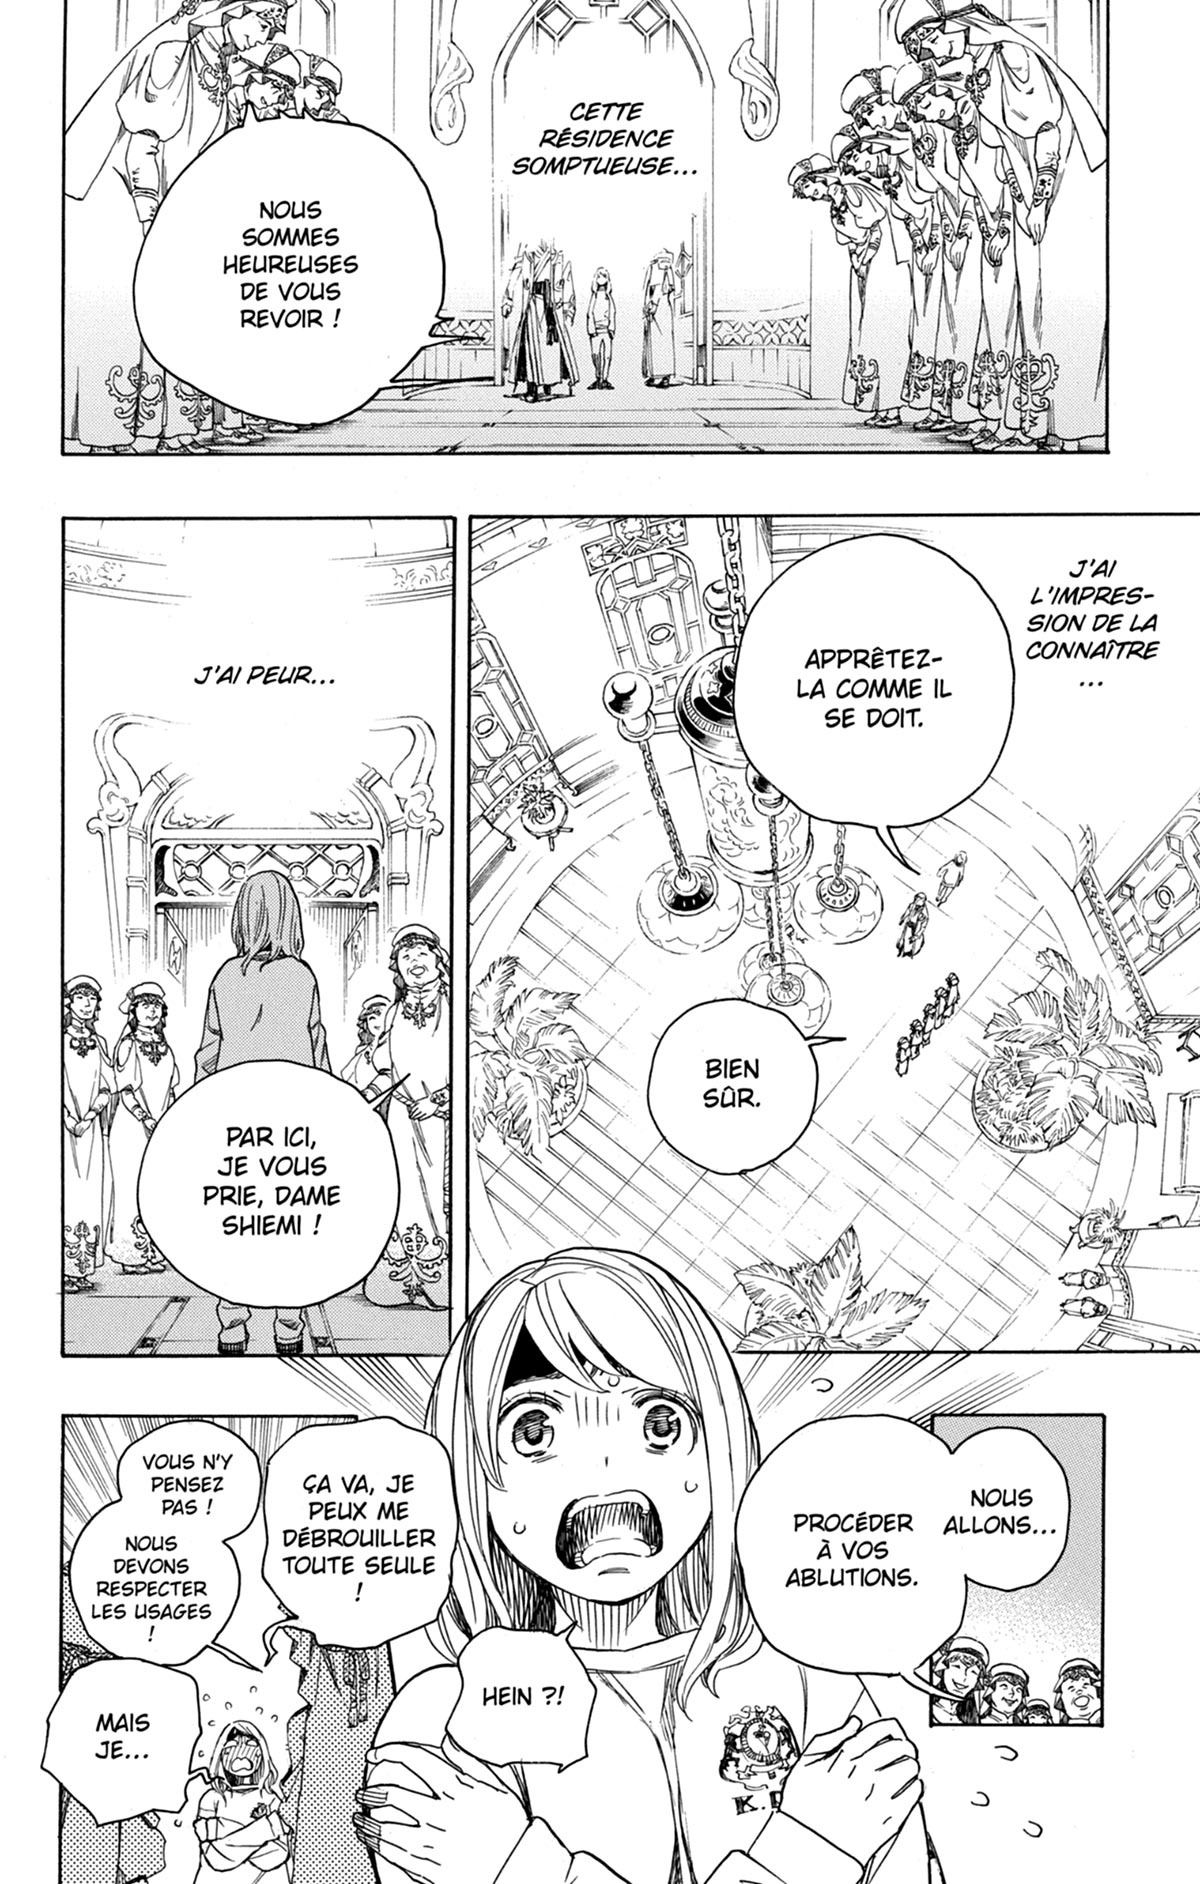 CETTE
RÉSIDENCE
SOMPTUEUSE...
NOUS
SOMMES
HEUREUSES
DE VOUS
REVOIR !
J'AI
L'IMPRES-
SION DE LA
CONNAÎTRE
...
APPRÊTEZ-
LA COMME IL
SE DOIT.
BIEN
SÛR.
J'AI PEUR...
PAR ICI,
JE VOUS
PRIE, DAME
SHIEMI !
NOUS
ALLONS...
PROCÉDER
À VOS
ABLUTIONS.
HEIN ?!
K.D
ÇA VA, JE
PEUX ME
DÉBROUILLER
TOUTE SEULE
!
VOUS N'Y
PENSEZ
PAS !
NOUS
DEVONS
RESPECTER
LES USAGES
!
MAIS
JE...